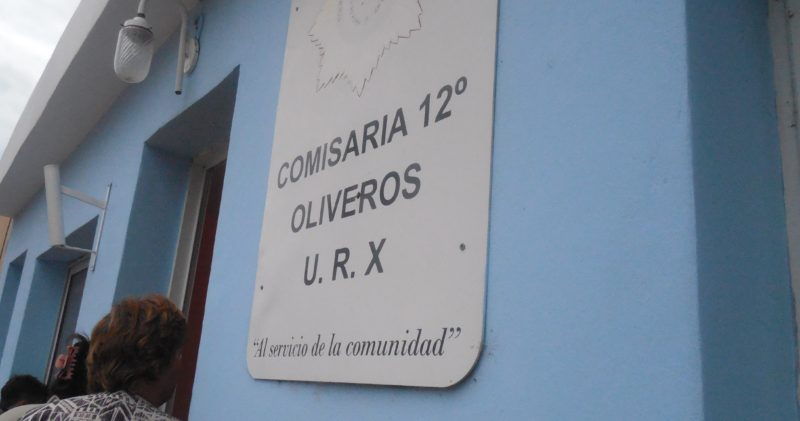 COMISARIA 12º
OLIVEROS
U. R. X
“Al servicio de la comunidad”